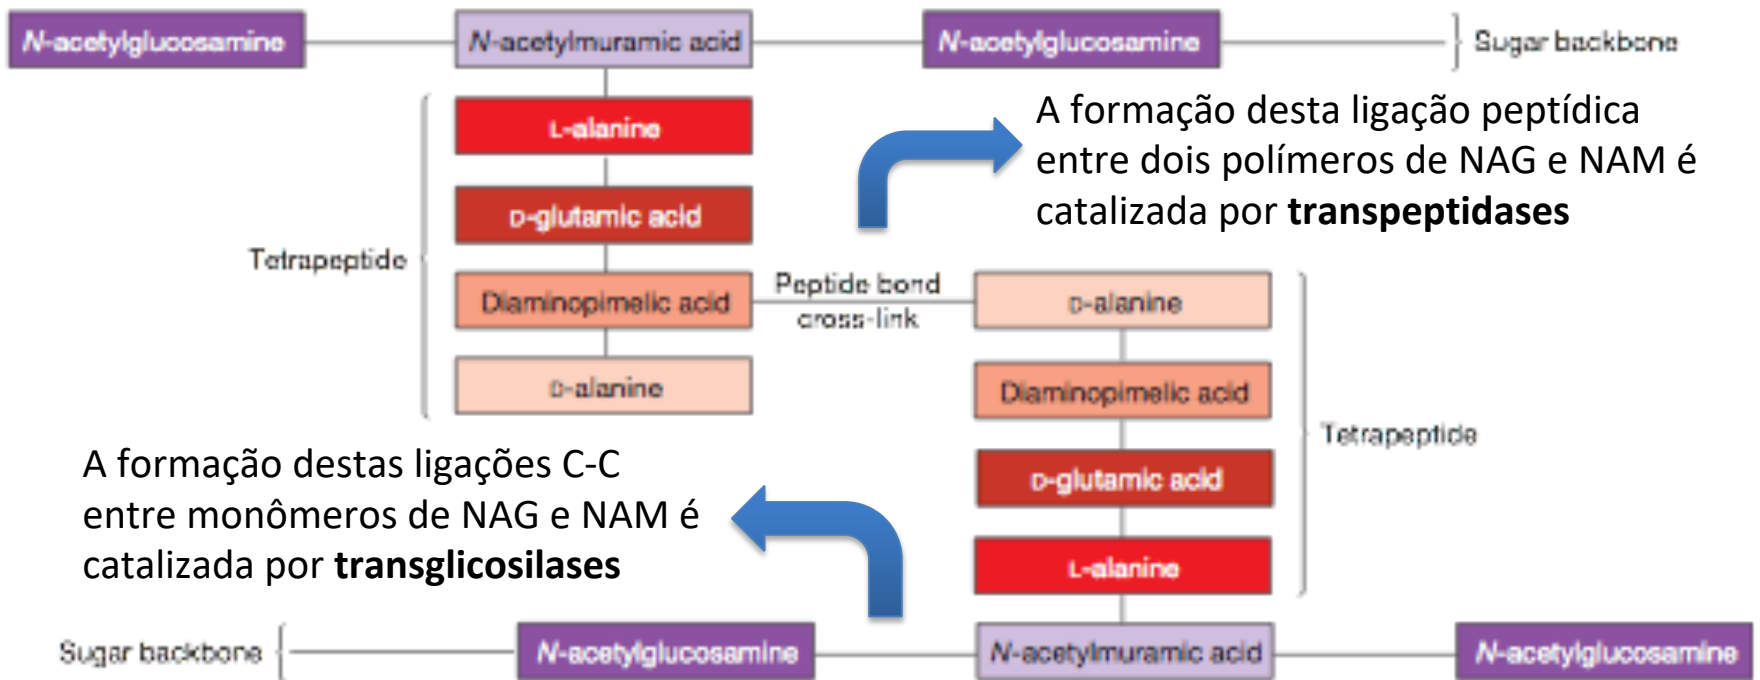 N-acetylglucosamine
N-acetylmuramic acid
N-acetylglucosamine
Sugar backbone
L-alanine
A formação desta ligação peptídica
entre dois polímeros de NAG e NAM é
catalizada por transpeptidases
D-glutamic acid
Tetrapeptide
Diaminopimelic acid
Peptide bond
cross-link
D-alanine
D-alanine
Diaminopimelic acid
Tetrapeptide
A formação destas ligações C-C
entre monômeros de NAG e NAM é
catalizada por transglicosilases
D-glutamic acid
L-alanine
Sugar backbone
N-acetylglucosamine
N-acetylmuramic acid
N-acetylglucosamine